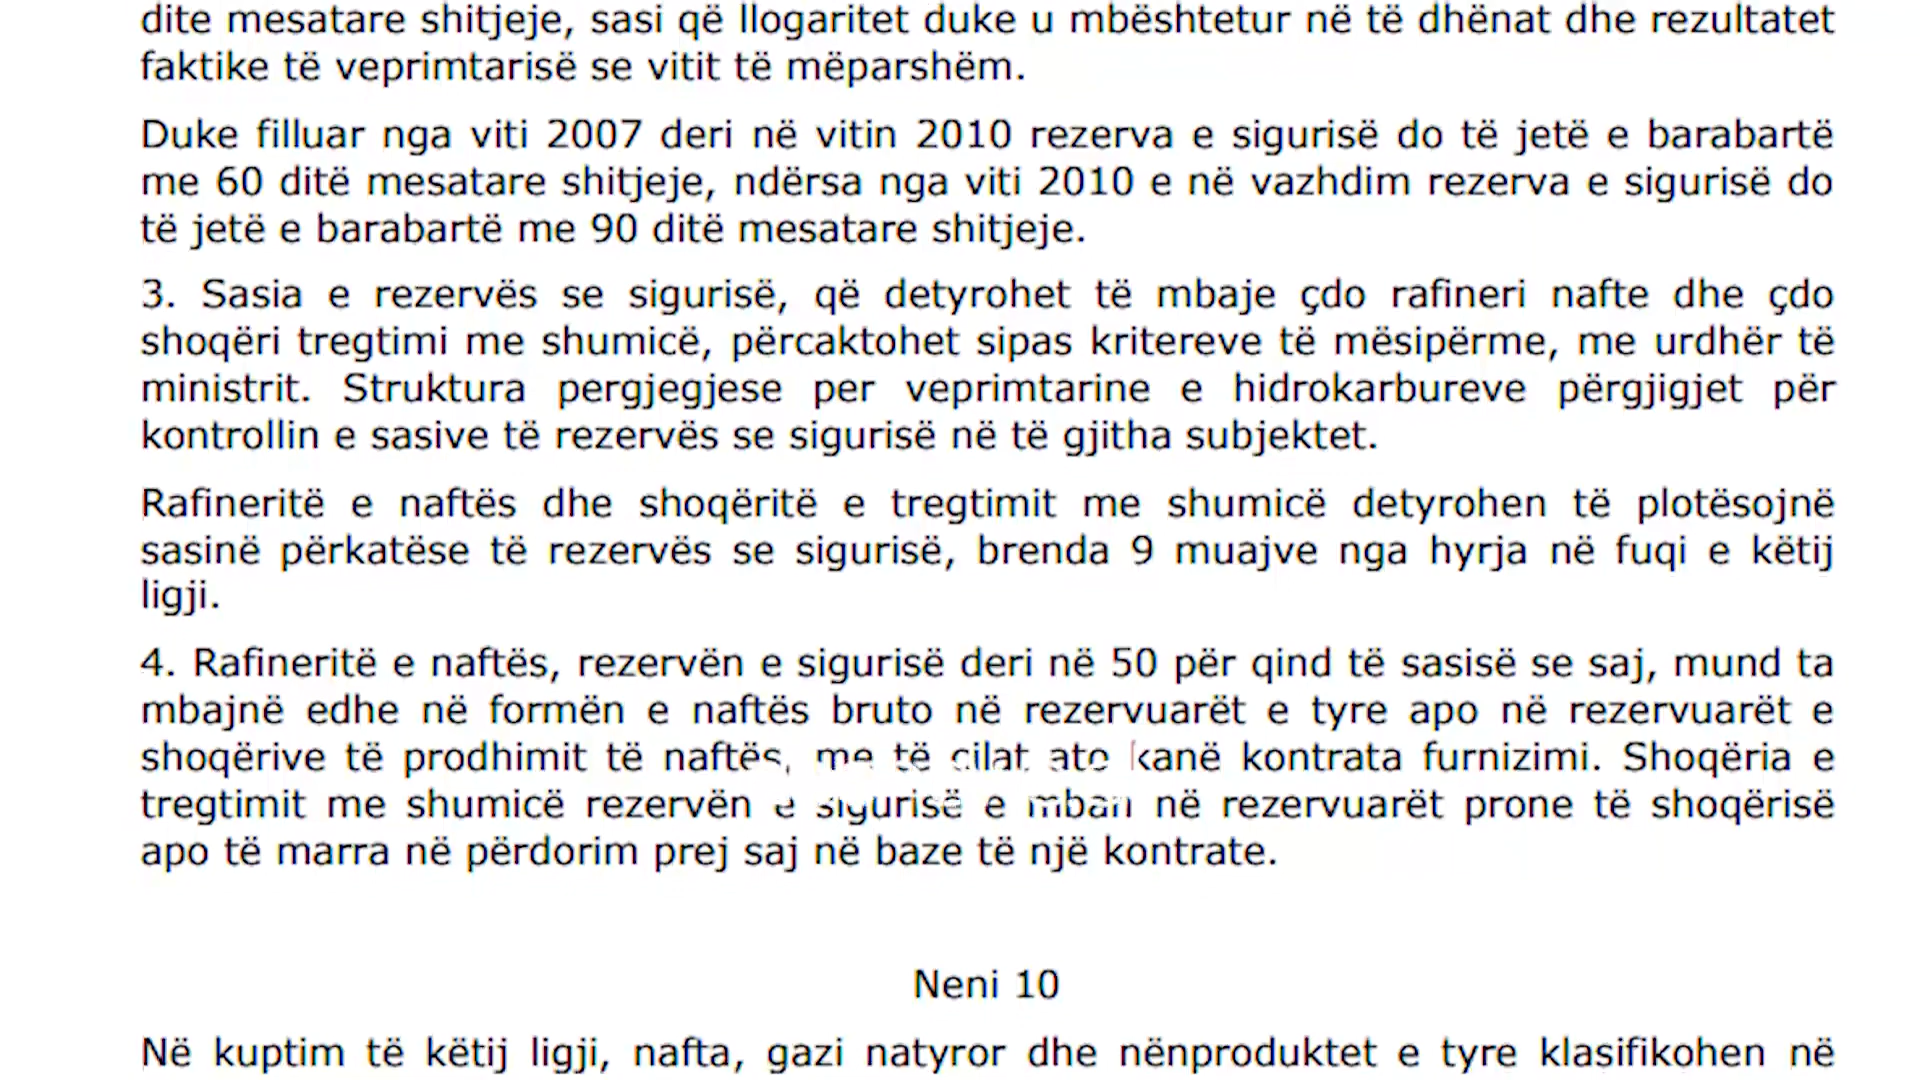 dite mesatare shitjeje, sasi që llogaritet duke u mbështetur në të dhënat dhe rezultatet
faktike të veprimtarisë se vitit të mëparshëm.
Duke filluar nga viti 2007 deri në vitin 2010 rezerva e sigurisë do të jetë e barabartë
me 60 ditë mesatare shitjeje, ndërsa nga viti 2010 e në vazhdim rezerva e sigurisë do
të jetë e barabartë me 90 ditë mesatare shitjeje.
3. Sasia e rezervës se sigurisë, që detyrohet të mbaje çdo rafineri nafte dhe çdo
shoqëri tregtimi me shumicë, përcaktohet sipas kritereve të mësipërme, me urdhër të
ministrit. Struktura pergjegjese per veprimtarine e hidrokarbureve përgjigjet për
kontrollin e sasive të rezervës se sigurisë në të gjitha subjektet.
Rafineritë e naftës dhe shoqëritë e tregtimit me shumicë detyrohen të plotësojnë
sasinë përkatëse të rezervës se sigurisë, brenda 9 muajve nga hyrja në fuqi e këtij
ligji.
4. Rafineritë e naftës, rezervën e sigurisë deri në 50 për qind të sasisë se saj, mund ta
mbajnë edhe në formën e naftës bruto në rezervuarët e tyre apo në rezervuarët e
shoqërive të prodhimit të naftës, me të cilat ato kanë kontrata furnizimi. Shoqëria e
tregtimit me shumicë rezervën e sigurisë e mban në rezervuarët prone të shoqërisë
apo të marra në përdorim prej saj në baze të një kontrate.
Neni 10
Në kuptim të këtij ligji, nafta, gazi natyror dhe nënproduktet e tyre klasifikohen në